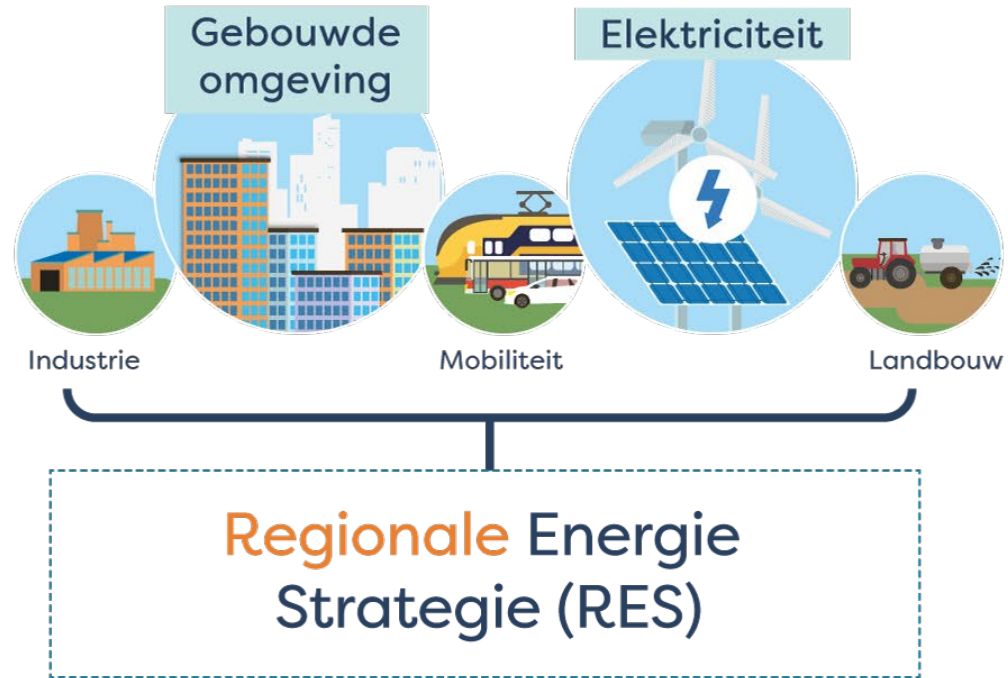 Gebouwde
omgeving
Elektriciteit
Industrie
Mobiliteit
Landbouw
Regionale Energie
Strategie (RES)